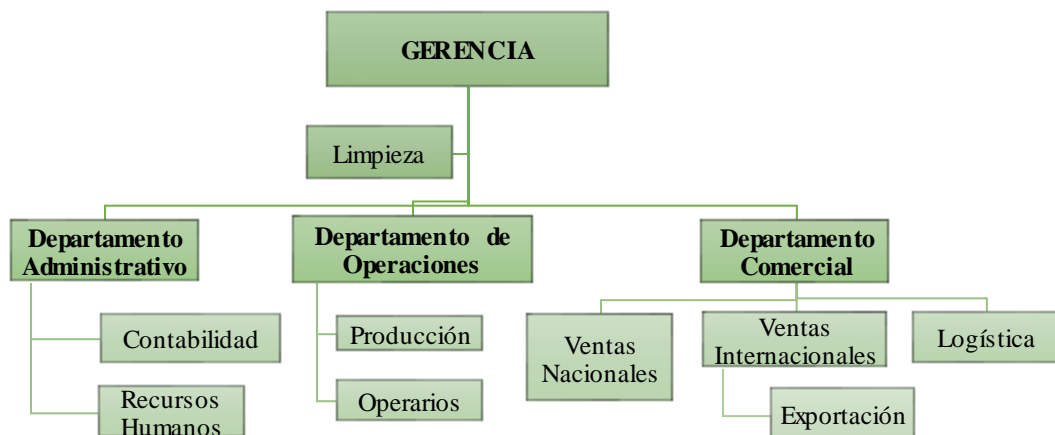 GERENCIA
Limpieza
Departamento
Administrativo
Departamento de
Operaciones
Departamento
Comercial
Contabilidad
Recursos
Humanos
Producción
Operarios
Ventas
Nacionales
Ventas
Internacionales
Logística
Exportación